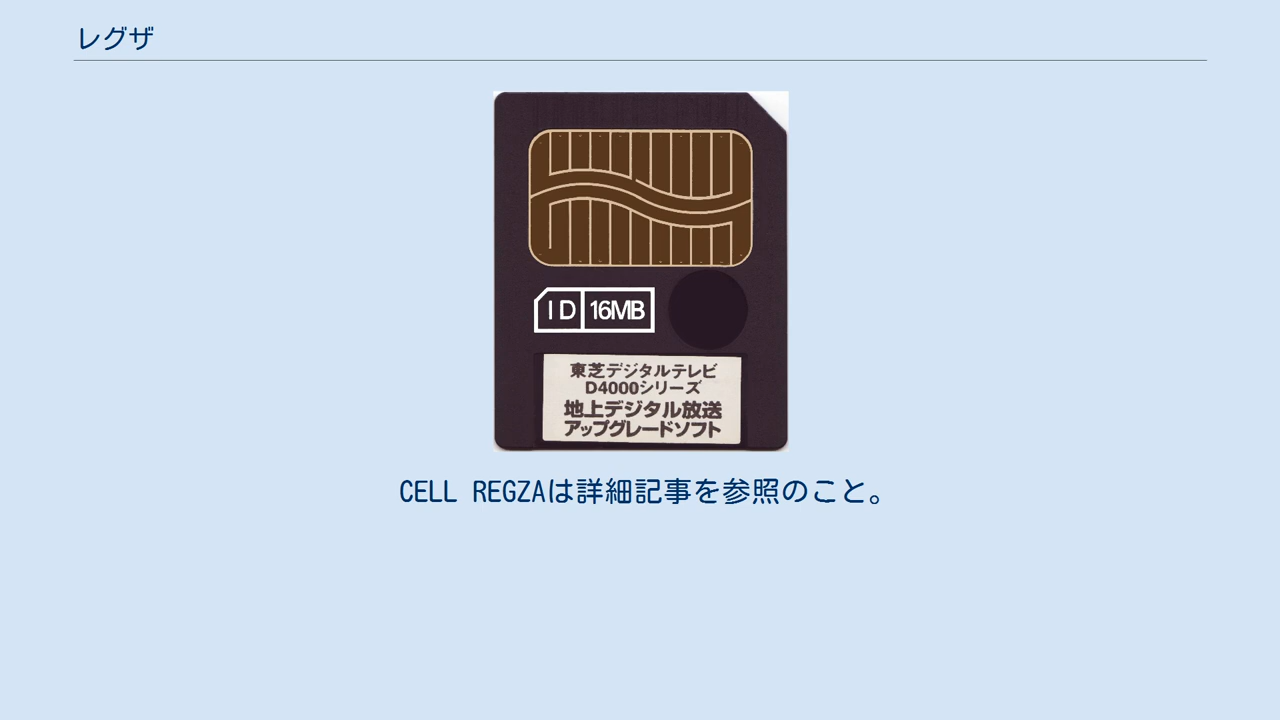 レグザ
ID 16MB
東芝デジタルテレビ
D4000シリーズ
地上デジタル放送
アップグレードソフト
CELL REGZAは詳細記事を参照のこと。